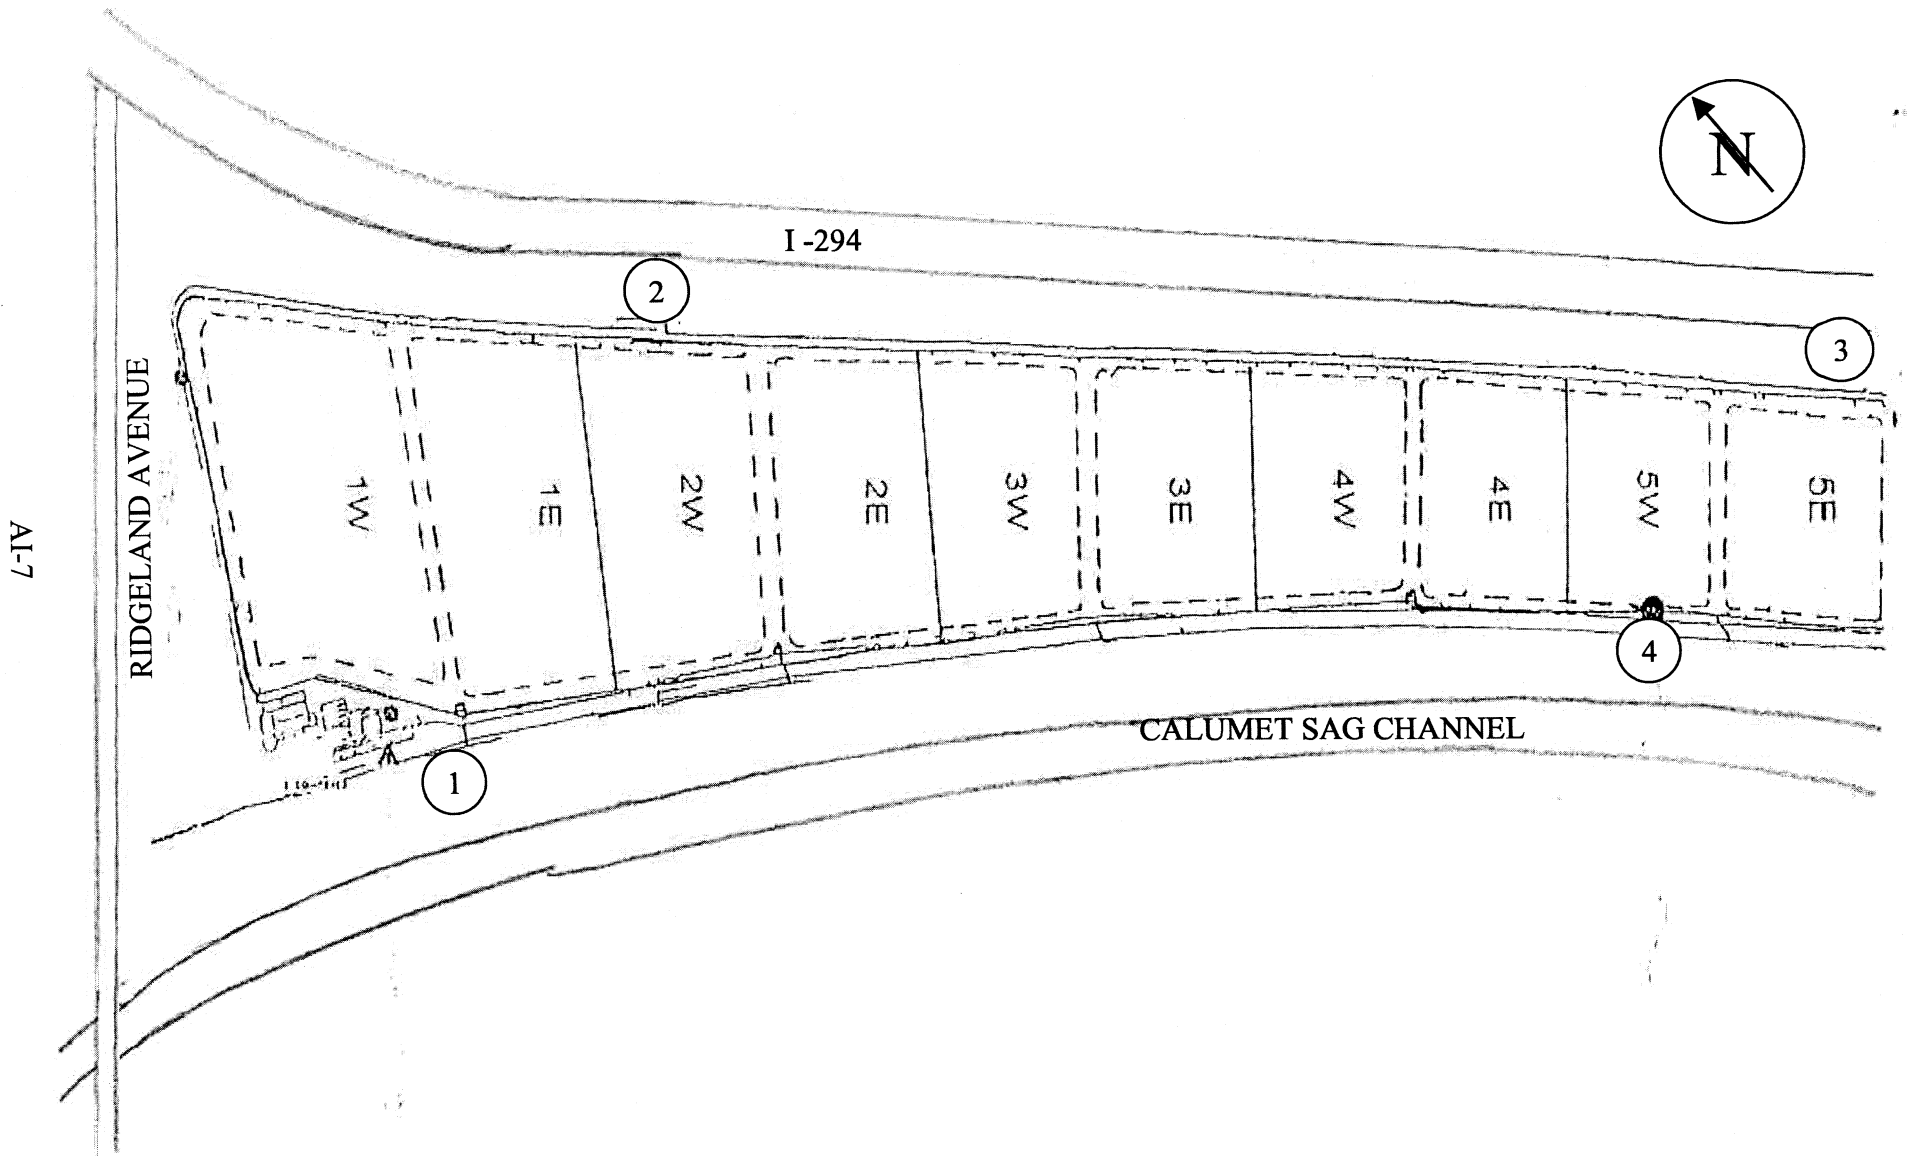 N
I -294
2
3
RIDGELAND AVENUE
AI-7
1W
1E
2W
2E
3W
3E
4W
4E
5W
5E
4
CALUMET SAG CHANNEL
1